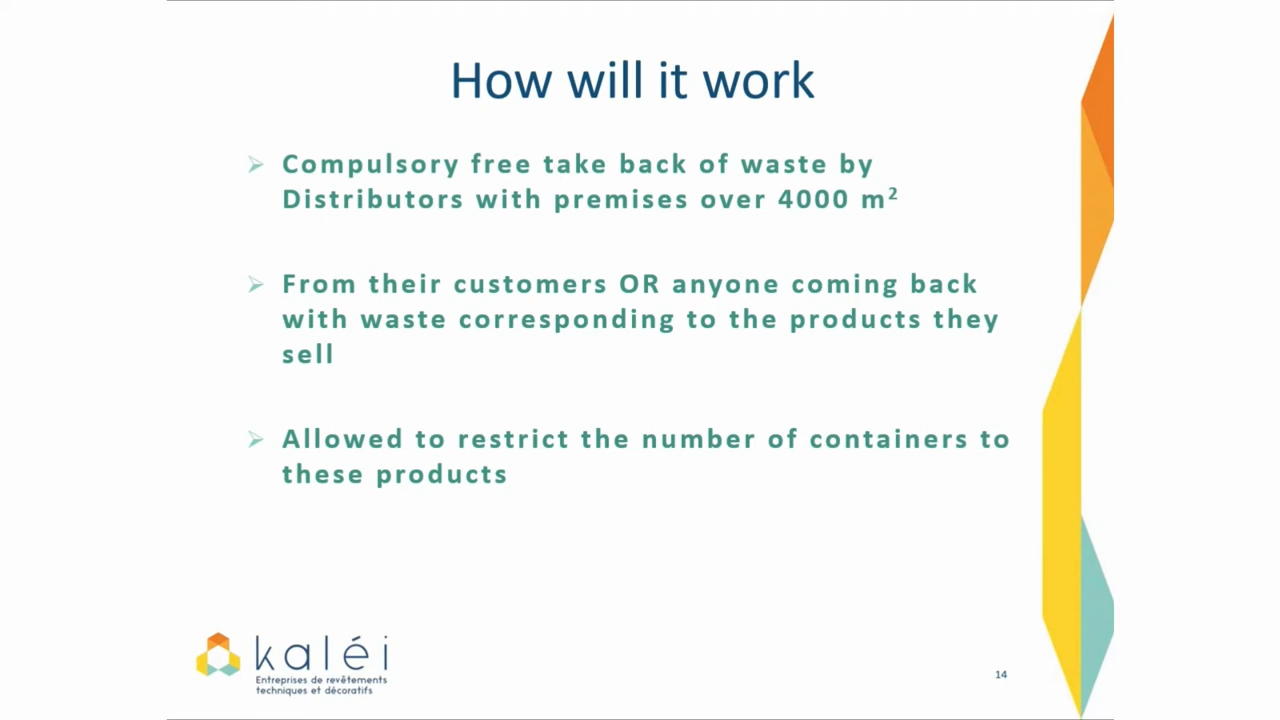 How will it work
Compulsory free take back of waste by
Distributors with premises over 4000 m²
From their customers OR anyone coming back
with waste corresponding to the products they
sell
Allowed to restrict the number of containers to
these products
kaléi
Entreprises de revêtements
techniques et décoratifs
14